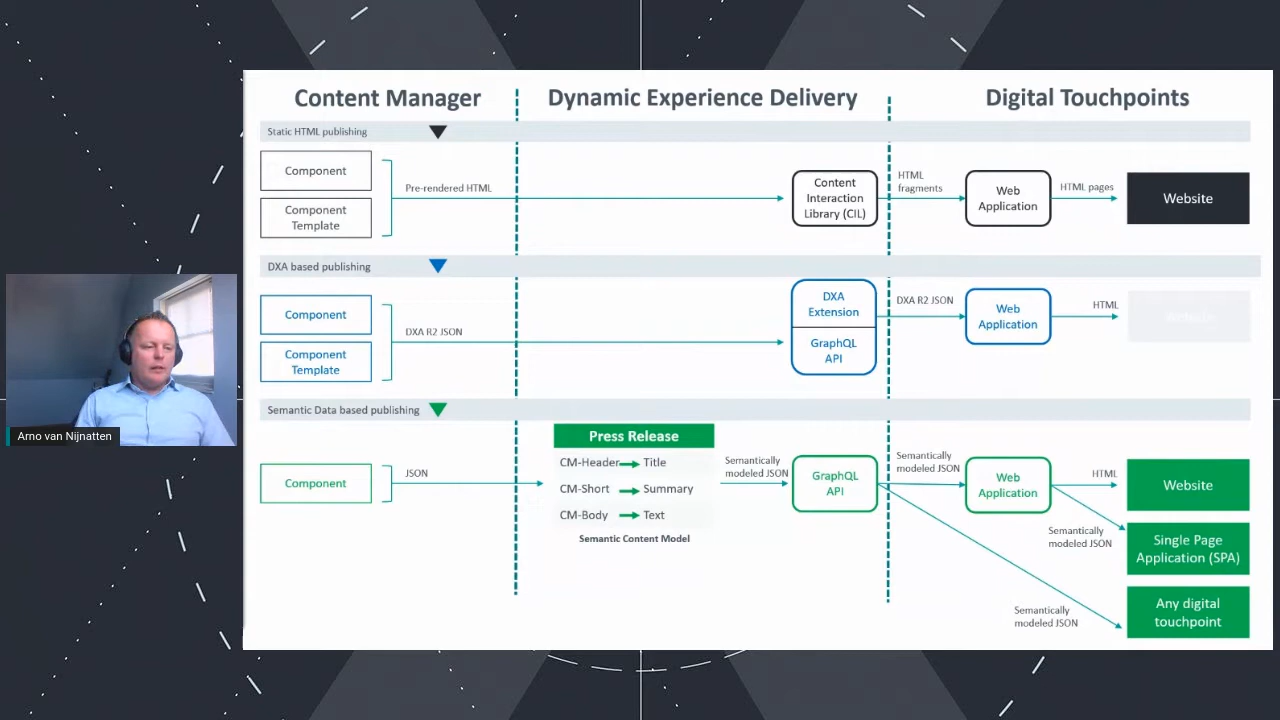 Content Manager
Dynamic Experience Delivery
Digital Touchpoints
Static HTML publishing
Component
Component
Template
Pre-rendered HTML
Content
Interaction
Library (CIL)
HTML
fragments
Web
Application
HTML pages
Website
DXA based publishing
Component
Component
Template
DXA R2 JSON
DXA
Extension
GraphQL
API
DXA R2 JSON
Web
Application
HTML
Website
Semantic Data based publishing
Component
JSON
Press Release
CM-Header
Title
CM-Short
Summary
CM-Body
Text
Semantic Content Model
Semantically
modeled JSON
GraphQL
API
Semantically
modeled JSON
Web
Application
HTML
Website
Semantically
modeled JSON
Single Page
Application (SPA)
Semantically
modeled JSON
Any digital
touchpoint
Arno van Nijnatten